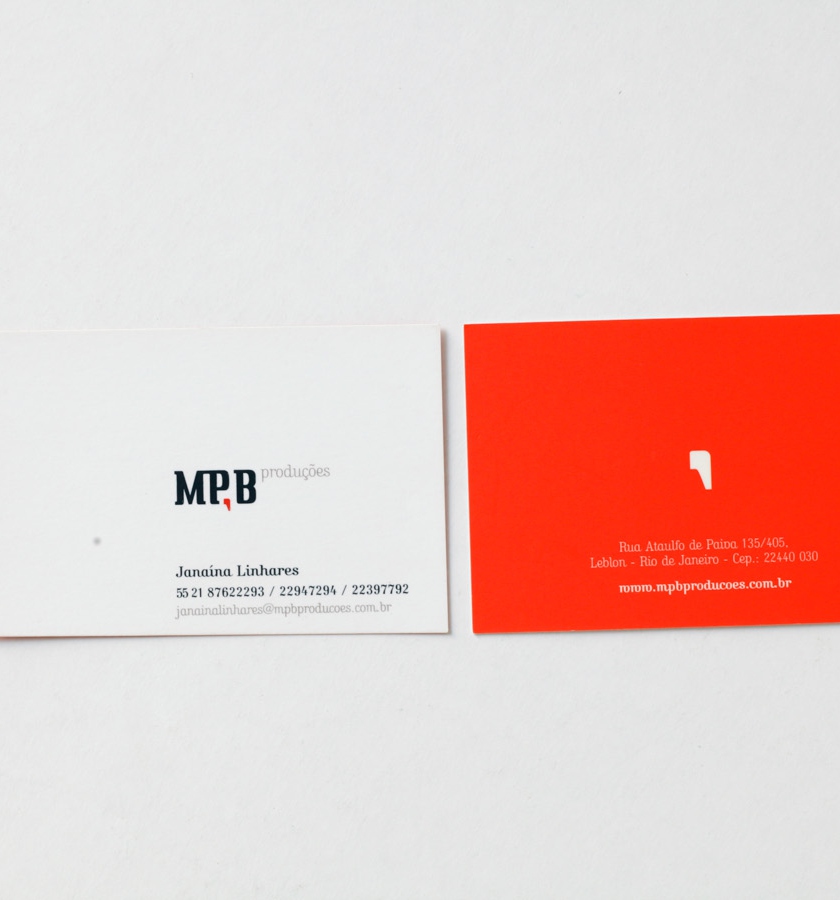 MP,B produções
Janaína Linhares
55 21 87622293 / 22947294 / 22397792
janainalinhares@mpbproducoes.com.br
Rua Ataulfo de Paiva 135/405,
Leblon - Rio de Janeiro - Cep.: 22440 030
www.mpbproducoes.com.br